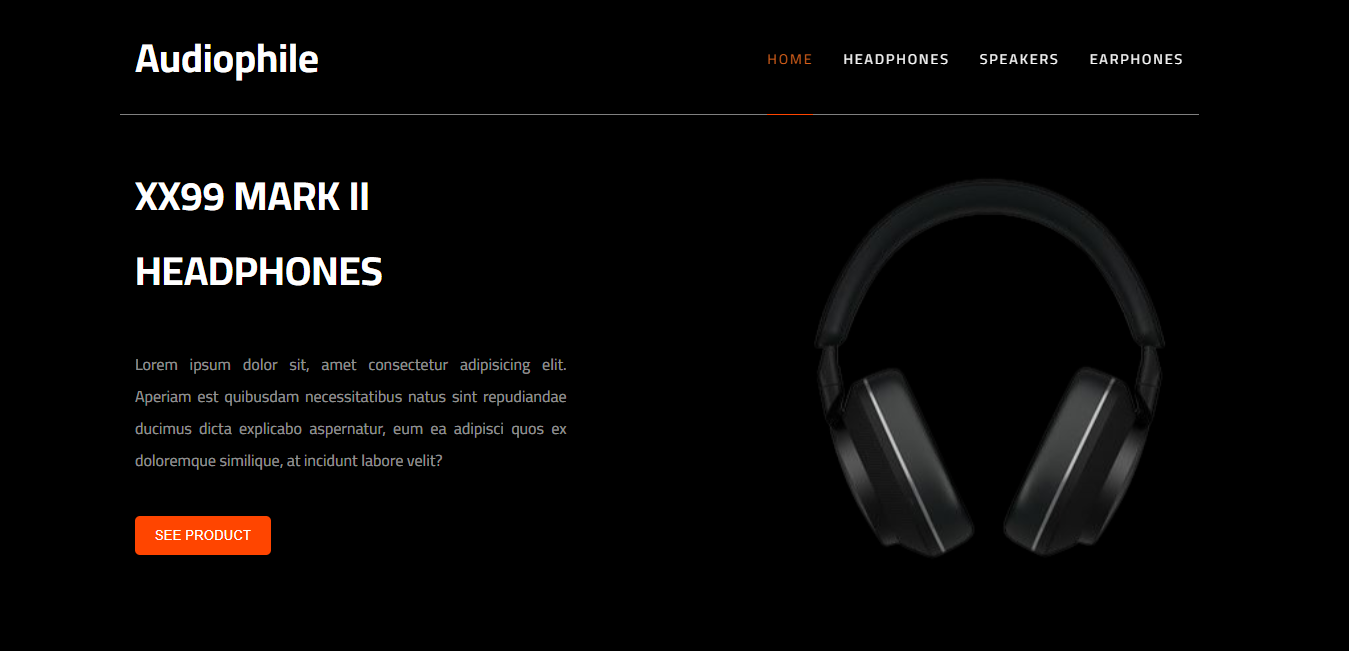 Audiophile
HOME HEADPHONES SPEAKERS EARPHONES
XX99 MARK II
HEADPHONES
Lorem ipsum dolor sit, amet consectetur adipisicing elit.
Aperiam est quibusdam necessitatibus natus sint repudiandae
ducimus dicta explicabo aspernatur, eum ea adipisci quos ex
doloremque similique, at incidunt labore velit?
SEE PRODUCT